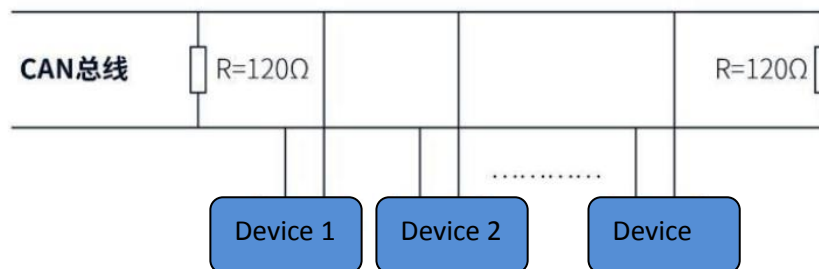 CAN总线
R=120Ω
R=120Ω
…………
Device 1
Device 2
Device